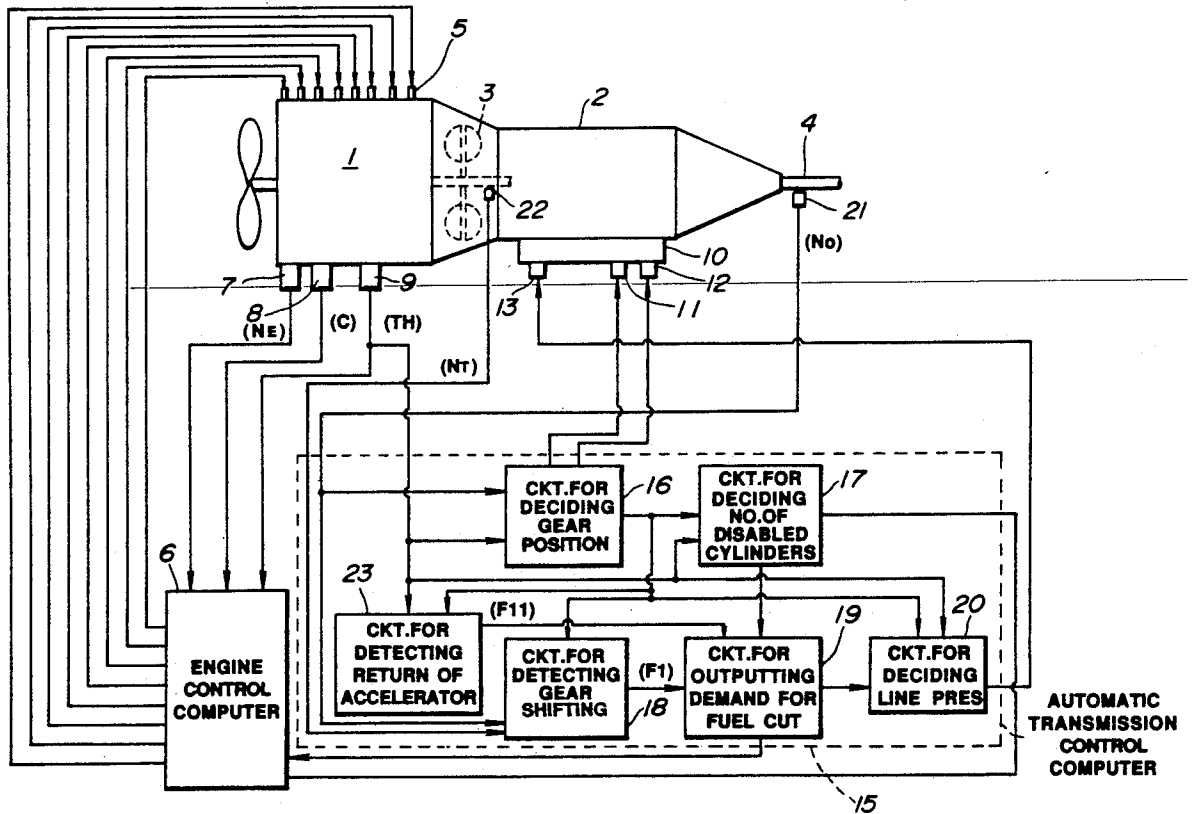 5
3
2
4
1
22
21
(NO)
10
7
9
12
13
11
8
(NE)
(C)
(TH)
(NT)
CKT.FOR
DECIDING
GEAR
POSITION
16
CKT.FOR
DECIDING
NO.OF
DISABLED
CYLINDERS
17
6
23
(F11)
19
20
ENGINE
CONTROL
COMPUTER
CKT.FOR
DETECTING
RETURN OF
ACCELERATOR
CKT.FOR
DETECTING
GEAR
SHIFTING
(F1)
18
CKT.FOR
OUTPUTTING
DEMAND FOR
FUEL CUT
CKT.FOR
DECIDING
LINE PRES
AUTOMATIC
TRANSMISSION
CONTROL
COMPUTER
15